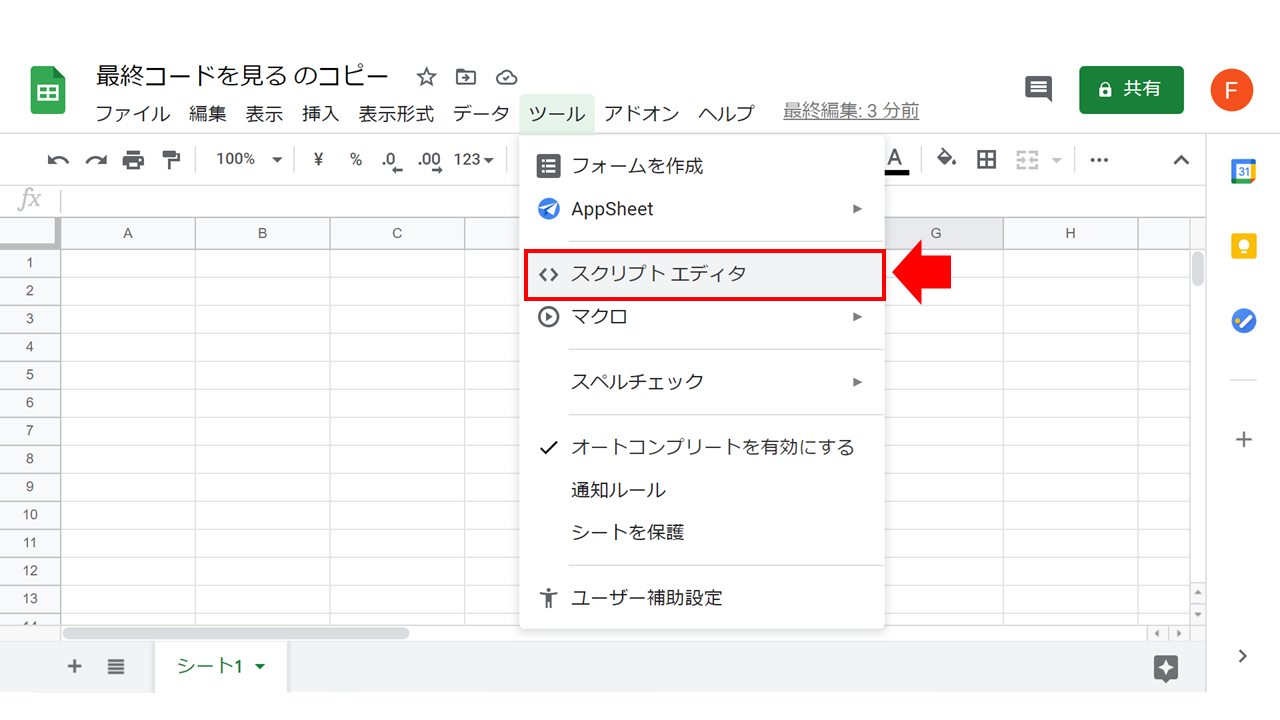 最終コードを見る のコピー
ファイル 編集 表示 挿入 表示形式 データ ツール アドオン ヘルプ 最終編集: 3 分前
共有
F
100% ¥ % .0 .00 123 A
31
fx
フォームを作成
AppSheet
スクリプト エディタ
マクロ
スペルチェック
オートコンプリートを有効にする
通知ルール
シートを保護
ユーザー補助設定
A B C G H
1
2
3
4
5
6
7
8
9
10
11
12
13
14
シート1